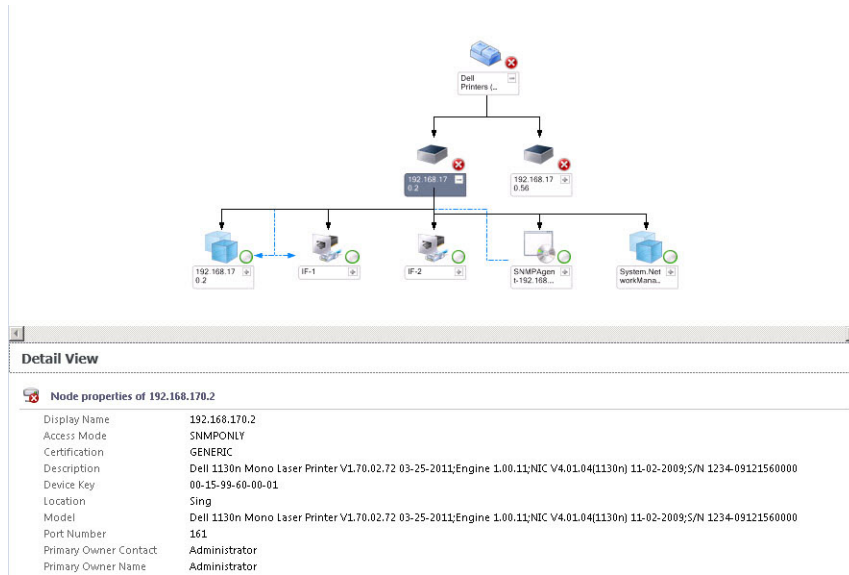 Dell
Printers (..
192.168.17
0.2
192.168.17
0.56
192.168.17
0.2
IF-1
IF-2
SNMPAgen
t-192.168...
System.Net
workMana..
Detail View
Node properties of 192.168.170.2
Display Name 192.168.170.2
Access Mode SNMPONLY
Certification GENERIC
Description Dell 1130n Mono Laser Printer V1.70.02.72 03-25-2011;Engine 1.00.11;NIC V4.01.04(1130n) 11-02-2009;S/N 1234-09121560000
Device Key 00-15-99-60-00-01
Location Sing
Model Dell 1130n Mono Laser Printer V1.70.02.72 03-25-2011;Engine 1.00.11;NIC V4.01.04(1130n) 11-02-2009;S/N 1234-09121560000
Port Number 161
Primary Owner Contact Administrator
Primary Owner Name Administrator